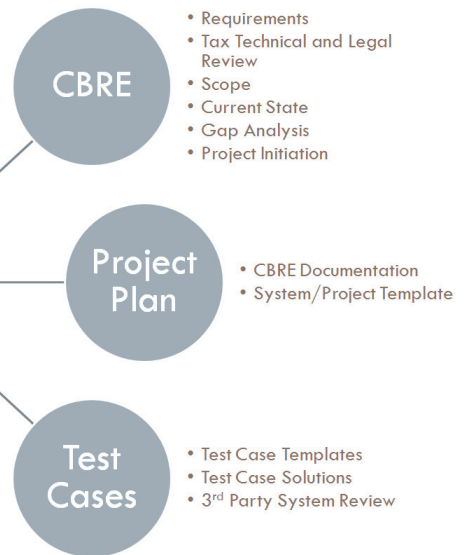 CBRE
• Requirements
• Tax Technical and Legal
Review
• Scope
• Current State
• Gap Analysis
• Project Initiation
Project
Plan
• CBRE Documentation
• System/Project Template
Test
Cases
• Test Case Templates
• Test Case Solutions
• 3rd Party System Review